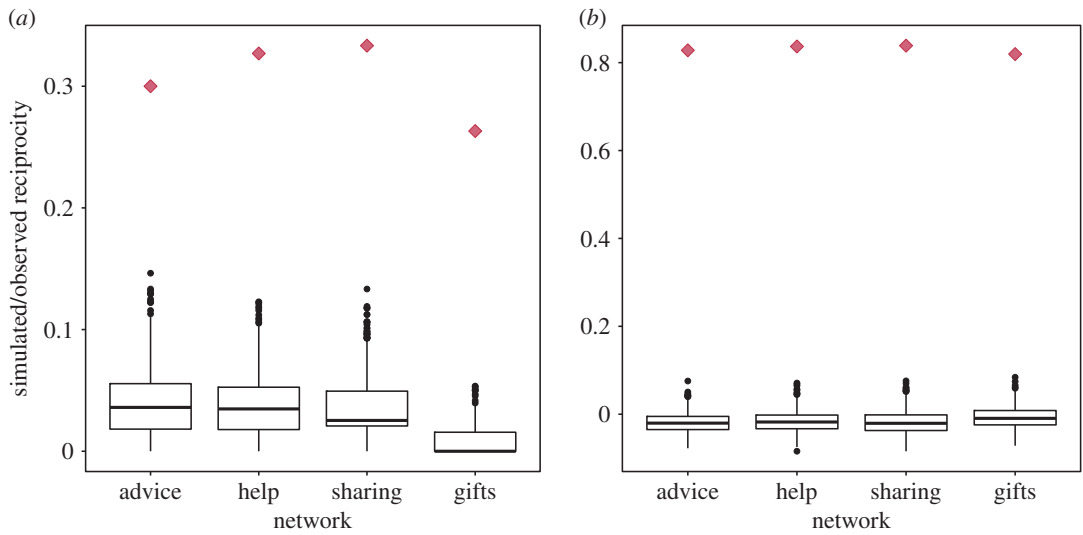 (a)
simulated/observed reciprocity
0.3
0.2
0.1
0
advice help sharing gifts
network
(b)
0.8
0.6
0.4
0.2
0
advice help sharing gifts
network